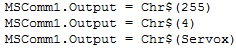 MSComm1.Output = Chr$(255)
MSComm1.Output = Chr$(4)
MSComm1.Output = Chr$(Servox)